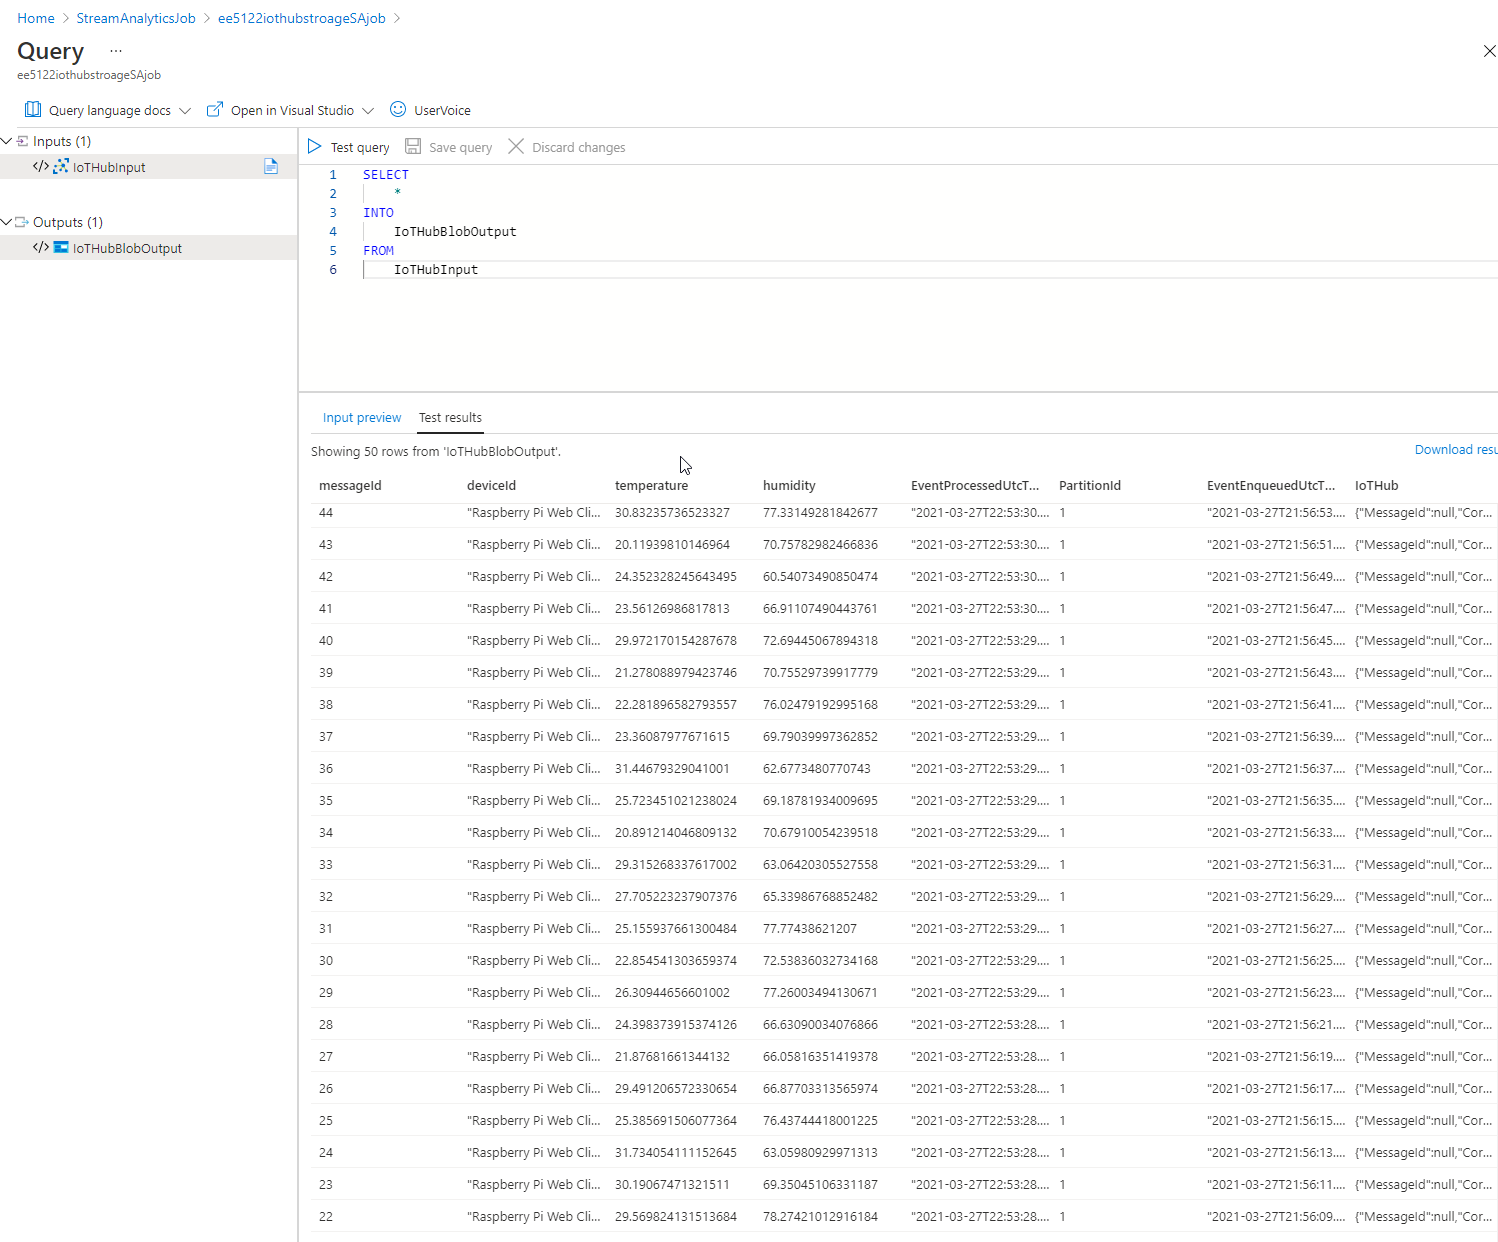 Home > StreamAnalyticsJob > ee5122iothubstroageSAjob >
Query ...
ee5122iothubstroageSAjob
Query language docs Open in Visual Studio UserVoice
Inputs (1)
</> IoTHubInput
Outputs (1)
</> IoTHubBlobOutput
Test query Save query Discard changes
1 SELECT
2 *
3 INTO
4 IoTHubBlobOutput
5 FROM
6 IoTHubInput
Input preview Test results
Showing 50 rows from 'IoTHubBlobOutput'. Download resu
messageId deviceId temperature humidity EventProcessedUtcT... PartitionId EventEnqueuedUtcT... IoTHub
44 "Raspberry Pi Web Cli... 30.83235736523327 77.33149281842677 "2021-03-27T22:53:30.... 1 "2021-03-27T21:56:53.... {"MessageId":null,"Cor...
43 "Raspberry Pi Web Cli... 20.11939810146964 70.75782982466836 "2021-03-27T22:53:30.... 1 "2021-03-27T21:56:51.... {"MessageId":null,"Cor...
42 "Raspberry Pi Web Cli... 24.352328245643495 60.54073490850474 "2021-03-27T22:53:30.... 1 "2021-03-27T21:56:49.... {"MessageId":null,"Cor...
41 "Raspberry Pi Web Cli... 23.56126986817813 66.91107490443761 "2021-03-27T22:53:30.... 1 "2021-03-27T21:56:47.... {"MessageId":null,"Cor...
40 "Raspberry Pi Web Cli... 29.972170154287678 72.69445067894318 "2021-03-27T22:53:29.... 1 "2021-03-27T21:56:45.... {"MessageId":null,"Cor...
39 "Raspberry Pi Web Cli... 21.278088979423746 70.75529739917779 "2021-03-27T22:53:29.... 1 "2021-03-27T21:56:43.... {"MessageId":null,"Cor...
38 "Raspberry Pi Web Cli... 22.281896582793557 76.02479192995168 "2021-03-27T22:53:29.... 1 "2021-03-27T21:56:41.... {"MessageId":null,"Cor...
37 "Raspberry Pi Web Cli... 23.36087977671615 69.79039997362852 "2021-03-27T22:53:29.... 1 "2021-03-27T21:56:39.... {"MessageId":null,"Cor...
36 "Raspberry Pi Web Cli... 31.44679329041001 62.6773480770743 "2021-03-27T22:53:29.... 1 "2021-03-27T21:56:37.... {"MessageId":null,"Cor...
35 "Raspberry Pi Web Cli... 25.723451021238024 69.18781934009695 "2021-03-27T22:53:29.... 1 "2021-03-27T21:56:35.... {"MessageId":null,"Cor...
34 "Raspberry Pi Web Cli... 20.891214046809132 70.67910054239518 "2021-03-27T22:53:29.... 1 "2021-03-27T21:56:33.... {"MessageId":null,"Cor...
33 "Raspberry Pi Web Cli... 29.315268337617002 63.06420305527558 "2021-03-27T22:53:29.... 1 "2021-03-27T21:56:31.... {"MessageId":null,"Cor...
32 "Raspberry Pi Web Cli... 27.705223237907376 65.33986768852482 "2021-03-27T22:53:29.... 1 "2021-03-27T21:56:29.... {"MessageId":null,"Cor...
31 "Raspberry Pi Web Cli... 25.155937661300484 77.77438621207 "2021-03-27T22:53:29.... 1 "2021-03-27T21:56:27.... {"MessageId":null,"Cor...
30 "Raspberry Pi Web Cli... 22.854541303659374 72.53836032734168 "2021-03-27T22:53:29.... 1 "2021-03-27T21:56:25.... {"MessageId":null,"Cor...
29 "Raspberry Pi Web Cli... 26.30944656601002 77.26003494130671 "2021-03-27T22:53:29.... 1 "2021-03-27T21:56:23.... {"MessageId":null,"Cor...
28 "Raspberry Pi Web Cli... 24.398373915374126 66.63090034076866 "2021-03-27T22:53:28.... 1 "2021-03-27T21:56:21.... {"MessageId":null,"Cor...
27 "Raspberry Pi Web Cli... 21.87681661344132 66.05816351419378 "2021-03-27T22:53:28.... 1 "2021-03-27T21:56:19.... {"MessageId":null,"Cor...
26 "Raspberry Pi Web Cli... 29.491206572330654 66.87703313565974 "2021-03-27T22:53:28.... 1 "2021-03-27T21:56:17.... {"MessageId":null,"Cor...
25 "Raspberry Pi Web Cli... 25.385691506077364 76.43744418001225 "2021-03-27T22:53:28.... 1 "2021-03-27T21:56:15.... {"MessageId":null,"Cor...
24 "Raspberry Pi Web Cli... 31.734054111152645 63.05980929971313 "2021-03-27T22:53:28.... 1 "2021-03-27T21:56:13.... {"MessageId":null,"Cor...
23 "Raspberry Pi Web Cli... 30.19067471321511 69.35045106331187 "2021-03-27T22:53:28.... 1 "2021-03-27T21:56:11.... {"MessageId":null,"Cor...
22 "Raspberry Pi Web Cli... 29.569824131513684 78.27421012916184 "2021-03-27T22:53:28.... 1 "2021-03-27T21:56:09.... {"MessageId":null,"Cor...